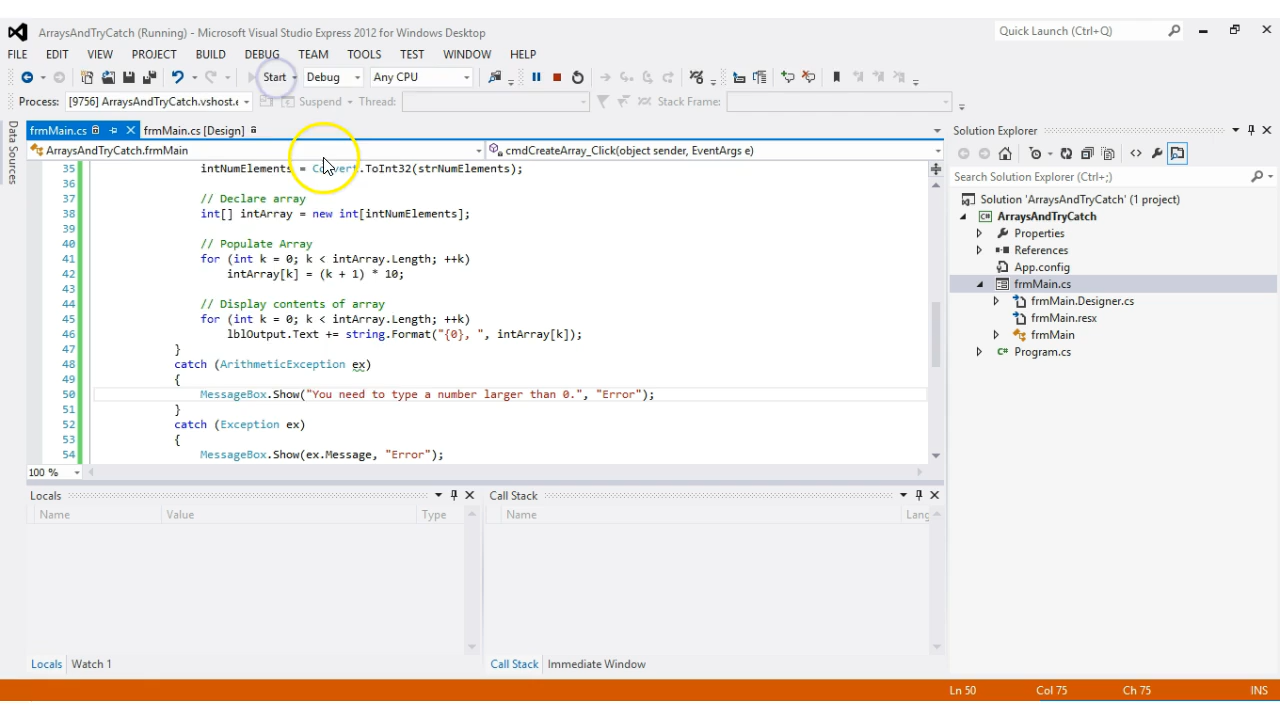 ArraysAndTryCatch (Running) - Microsoft Visual Studio Express 2012 for Windows Desktop
Quick Launch (Ctrl+Q)
FILE EDIT VIEW PROJECT BUILD DEBUG TEAM TOOLS TEST WINDOW HELP
Start Debug Any CPU
Process: [9756] ArraysAndTryCatch.vshost.e Suspend Thread: Stack Frame:
Data Sources
frmMain.cs frmMain.cs [Design]
ArraysAndTryCatch.frmMain cmdCreateArray_Click(object sender, EventArgs e)
35 intNumElements = Convert.ToInt32(strNumElements);
36
37 // Declare array
38 int[] intArray = new int[intNumElements];
39
40 // Populate Array
41 for (int k = 0; k < intArray.Length; ++k)
42 intArray[k] = (k + 1) * 10;
43
44 // Display contents of array
45 for (int k = 0; k < intArray.Length; ++k)
46 lblOutput.Text += string.Format("{0}, ", intArray[k]);
47 }
48 catch (ArithmeticException ex)
49 {
50 MessageBox.Show("You need to type a number larger than 0.", "Error");
51 }
52 catch (Exception ex)
53 {
54 MessageBox.Show(ex.Message, "Error");
100 %
Solution Explorer
Search Solution Explorer (Ctrl+;)
Solution 'ArraysAndTryCatch' (1 project)
C# ArraysAndTryCatch
Properties
References
App.config
frmMain.cs
frmMain.Designer.cs
frmMain.resx
frmMain
C# Program.cs
Locals
Name Value Type
Locals Watch 1
Call Stack
Name Lang
Call Stack Immediate Window
Ln 50 Col 75 Ch 75 INS